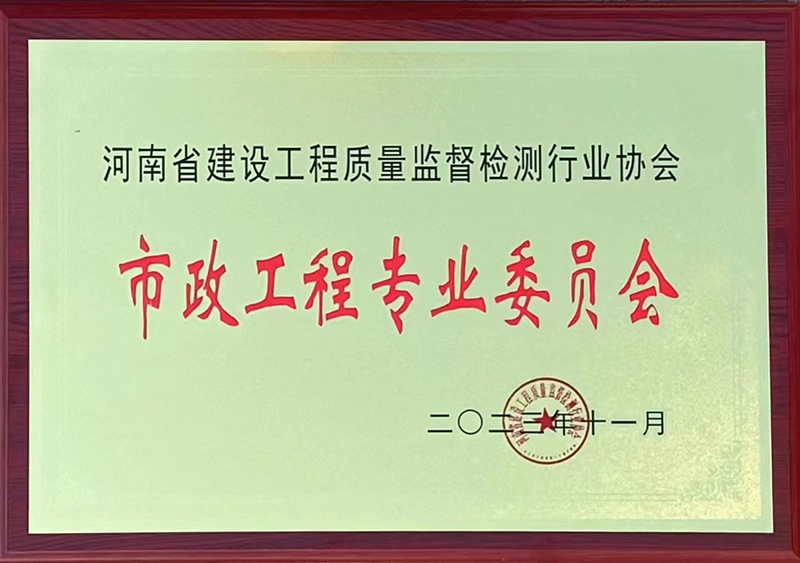 河南省建设工程质量监督检测行业协会
市政工程专业委员会
二〇二三年十一月